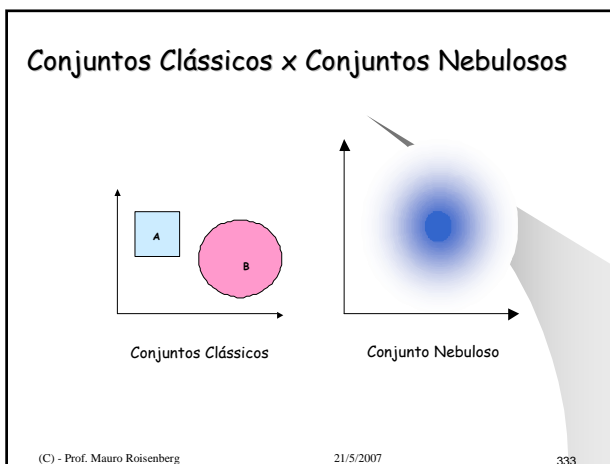 Conjuntos Clássicos x Conjuntos Nebulosos
A
B
Conjuntos Clássicos
Conjunto Nebuloso
(C) - Prof. Mauro Roisenberg 21/5/2007 333